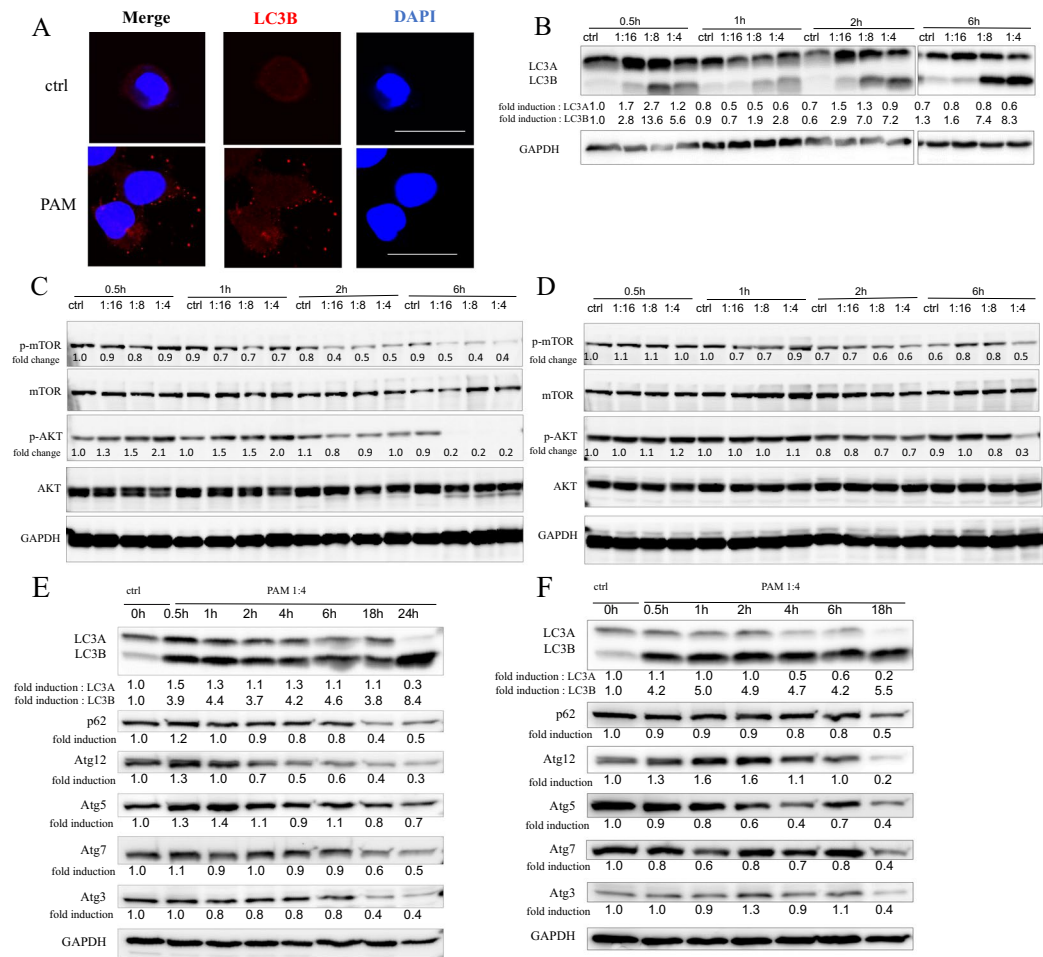 A
Merge
LC3B
DAPI
ctrl
PAM
B
0.5h 1h 2h 6h
ctrl 1:16 1:8 1:4 ctrl 1:16 1:8 1:4 ctrl 1:16 1:8 1:4 ctrl 1:16 1:8 1:4
LC3A
LC3B
fold induction : LC3A 1.0 1.7 2.7 1.2 0.8 0.5 0.5 0.6 0.7 1.5 1.3 0.9 0.7 0.8 0.8 0.6
fold induction : LC3B 1.0 2.8 13.6 5.6 0.9 0.7 1.9 2.8 0.6 2.9 7.0 7.2 1.3 1.6 7.4 8.3
GAPDH
C
0.5h 1h 2h 6h
ctrl 1:16 1:8 1:4 ctrl 1:16 1:8 1:4 ctrl 1:16 1:8 1:4 ctrl 1:16 1:8 1:4
p-mTOR
fold change 1.0 0.9 0.8 0.9 0.9 0.7 0.7 0.7 0.8 0.4 0.5 0.5 0.9 0.5 0.4 0.4
mTOR
p-AKT
fold change 1.0 1.3 1.5 2.1 1.0 1.5 1.5 2.0 1.1 0.8 0.9 1.0 0.9 0.2 0.2 0.2
AKT
GAPDH
D
0.5h 1h 2h 6h
ctrl 1:16 1:8 1:4 ctrl 1:16 1:8 1:4 ctrl 1:16 1:8 1:4 ctrl 1:16 1:8 1:4
p-mTOR
fold change 1.0 1.1 1.1 1.0 1.0 0.7 0.7 0.9 0.7 0.7 0.6 0.6 0.6 0.8 0.8 0.5
mTOR
p-AKT
fold change 1.0 1.0 1.1 1.2 1.0 1.0 1.0 1.1 0.8 0.8 0.7 0.7 0.9 1.0 0.8 0.3
AKT
GAPDH
E
ctrl PAM 1:4
0h 0.5h 1h 2h 4h 6h 18h 24h
LC3A
LC3B
fold induction : LC3A 1.0 1.5 1.3 1.1 1.3 1.1 1.1 0.3
fold induction : LC3B 1.0 3.9 4.4 3.7 4.2 4.6 3.8 8.4
p62
fold induction 1.0 1.2 1.0 0.9 0.8 0.8 0.4 0.5
Atg12
fold induction 1.0 1.3 1.0 0.7 0.5 0.6 0.4 0.3
Atg5
fold induction 1.0 1.3 1.4 1.1 0.9 1.1 0.8 0.7
Atg7
fold induction 1.0 1.1 0.9 1.0 0.9 0.9 0.6 0.5
Atg3
fold induction 1.0 1.0 0.8 0.8 0.8 0.8 0.4 0.4
GAPDH
F
ctrl PAM 1:4
0h 0.5h 1h 2h 4h 6h 18h
LC3A
LC3B
fold induction : LC3A 1.0 1.1 1.0 1.0 0.5 0.6 0.2
fold induction : LC3B 1.0 4.2 5.0 4.9 4.7 4.2 5.5
p62
fold induction 1.0 0.9 0.9 0.9 0.8 0.8 0.5
Atg12
fold induction 1.0 1.3 1.6 1.6 1.1 1.0 0.2
Atg5
fold induction 1.0 0.9 0.8 0.6 0.4 0.7 0.4
Atg7
fold induction 1.0 0.8 0.6 0.8 0.7 0.8 0.4
Atg3
fold induction 1.0 1.0 0.9 1.3 0.9 1.1 0.4
GAPDH